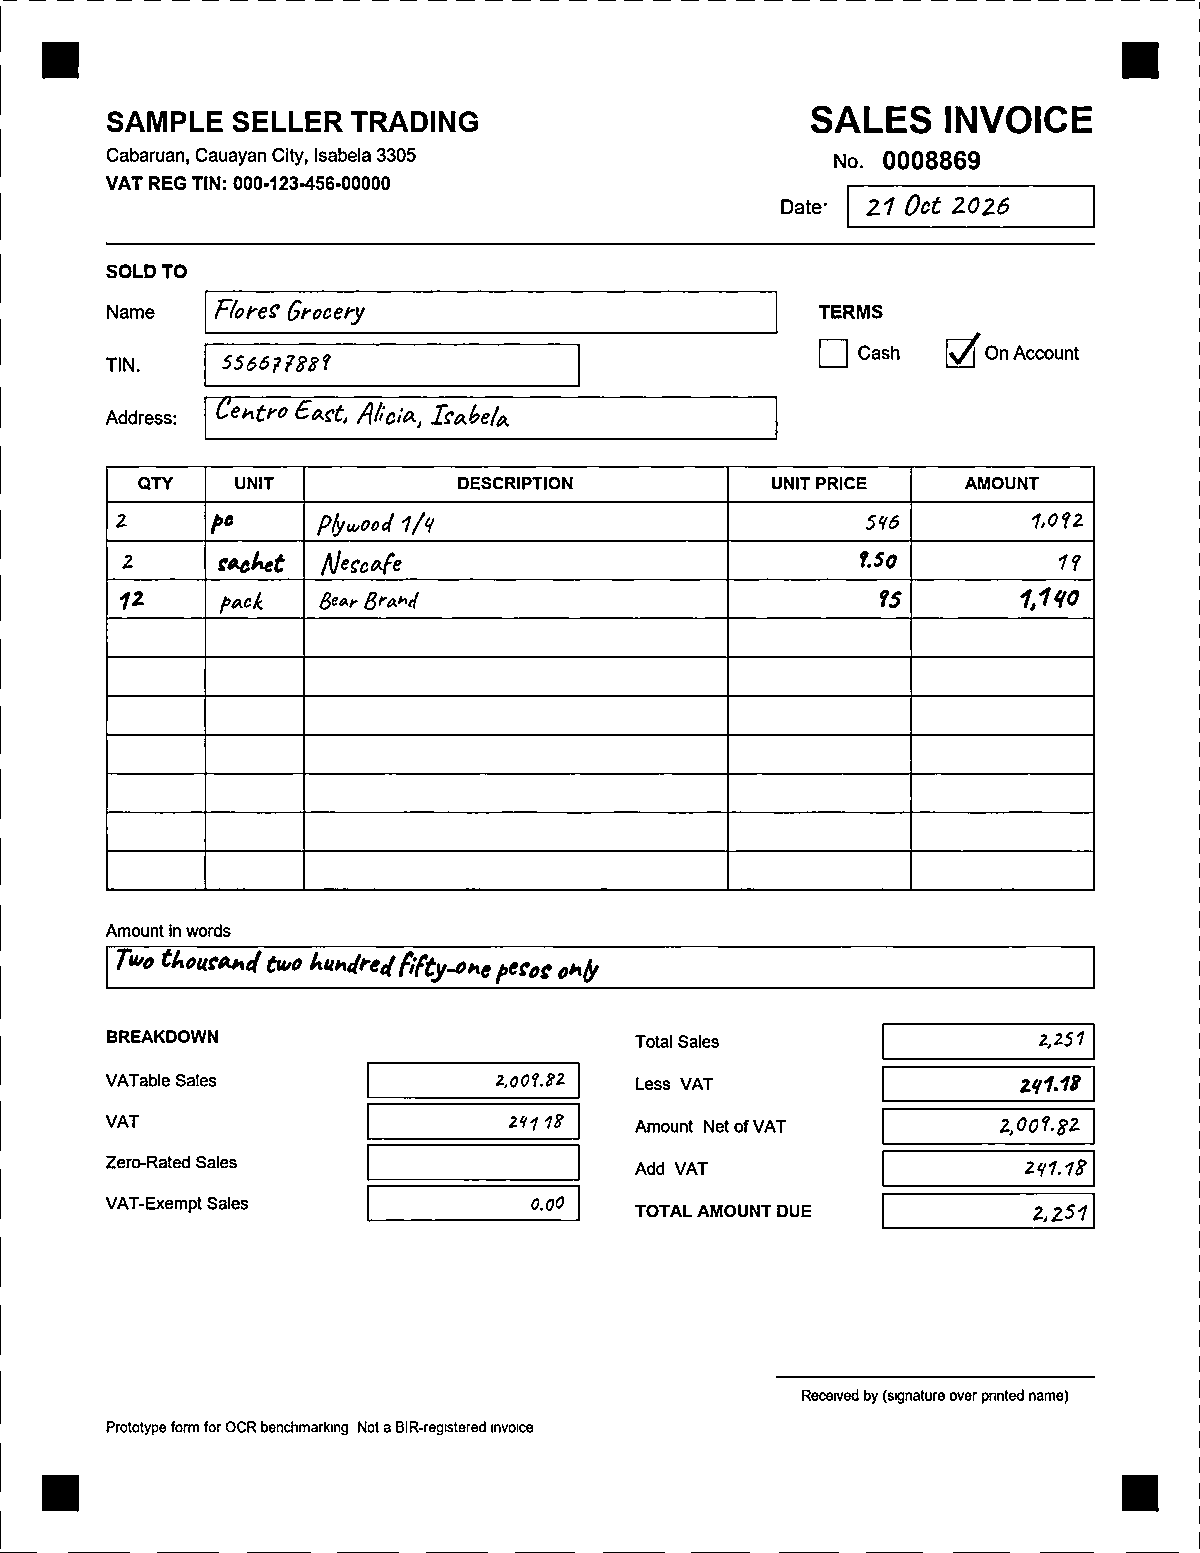 SAMPLE SELLER TRADING
Cabaruan, Cauayan City, Isabela 3305
VAT REG TIN: 000-123-456-00000
SALES INVOICE
No. 0008869
Date: 21 Oct 2026
SOLD TO
Name Flores Grocery
TIN. 556677889
Address: Centro East, Alicia, Isabela
TERMS
Cash On Account
QTY UNIT DESCRIPTION UNIT PRICE AMOUNT
2 pc Plywood 1/4 546 1,092
2 sachet Nescafe 9.50 19
12 pack Bear Brand 95 1,140
Amount in words
Two thousand two hundred fifty-one pesos only
BREAKDOWN
VATable Sales 2,009.82
VAT 241 18
Zero-Rated Sales
VAT-Exempt Sales 0.00
Total Sales 2,251
Less VAT 241.18
Amount Net of VAT 2,009.82
Add VAT 241.18
TOTAL AMOUNT DUE 2,251
Received by (signature over printed name)
Prototype form for OCR benchmarking Not a BIR-registered invoice